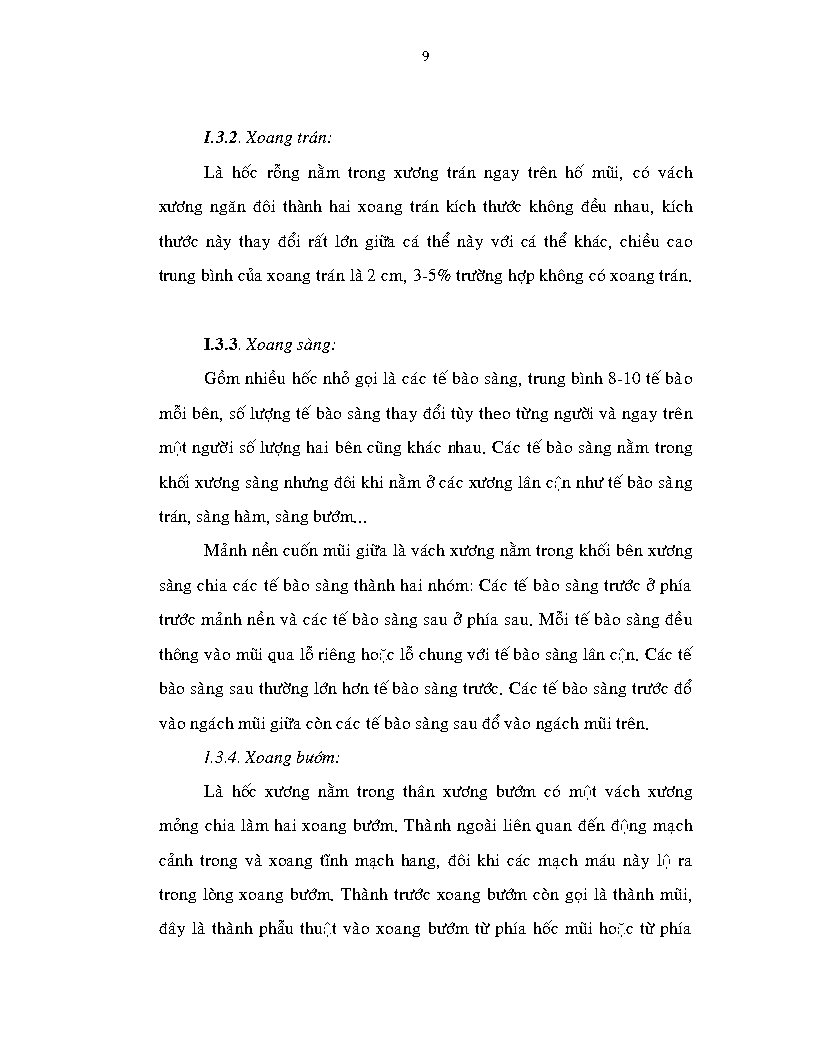 9
I.3.2. Xoang trán:
Là hốc rỗng nằm trong xương trán ngay trên hố mũi, có vách
xương ngăn đôi thành hai xoang trán kích thước không đều nhau, kích
thước này thay đổi rất lớn giữa cá thể này với cá thể khác, chiều cao
trung bình của xoang trán là 2 cm, 3-5% trường hợp không có xoang trán.
I.3.3. Xoang sàng:
Gồm nhiều hốc nhỏ gọi là các tế bào sàng, trung bình 8-10 tế bào
mỗi bên, số lượng tế bào sàng thay đổi tùy theo từng người và ngay trên
một người số lượng hai bên cũng khác nhau. Các tế bào sàng nằm trong
khối xương sàng nhưng đôi khi nằm ở các xương lân cận như tế bào sàng
trán, sàng hàm, sàng bướm...
Mảnh nền cuốn mũi giữa là vách xương nằm trong khối bên xương
sàng chia các tế bào sàng thành hai nhóm: Các tế bào sàng trước ở phía
trước mảnh nền và các tế bào sàng sau ở phía sau. Mỗi tế bào sàng đều
thông vào mũi qua lỗ riêng hoặc lỗ chung với tế bào sàng lân cận. Các tế
bào sàng sau thường lớn hơn tế bào sàng trước. Các tế bào sàng trước đổ
vào ngách mũi giữa còn các tế bào sàng sau đổ vào ngách mũi trên.
I.3.4. Xoang bướm:
Là hốc xương nằm trong thân xương bướm có một vách xương
mỏng chia làm hai xoang bướm. Thành ngoài liên quan đến động mạch
cảnh trong và xoang tĩnh mạch hang, đôi khi các mạch máu này lộ ra
trong lòng xoang bướm. Thành trước xoang bướm còn gọi là thành mũi,
đây là thành phẫu thuật vào xoang bướm từ phía hốc mũi hoặc từ phía